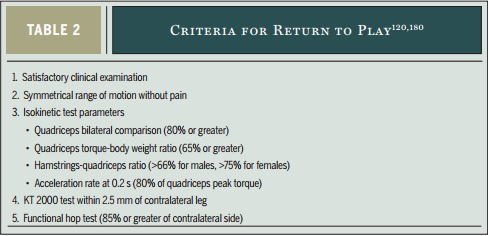 TABLE 2
CRITERIA FOR RETURN TO PLAY120,180
1. Satisfactory clinical examination
2. Symmetrical range of motion without pain
3. Isokinetic test parameters
• Quadriceps bilateral comparison (80% or greater)
• Quadriceps torque-body weight ratio (65% or greater)
• Hamstrings-quadriceps ratio (>66% for males, >75% for females)
• Acceleration rate at 0.2 s (80% of quadriceps peak torque)
4. KT 2000 test within 2.5 mm of contralateral leg
5. Functional hop test (85% or greater of contralateral side)